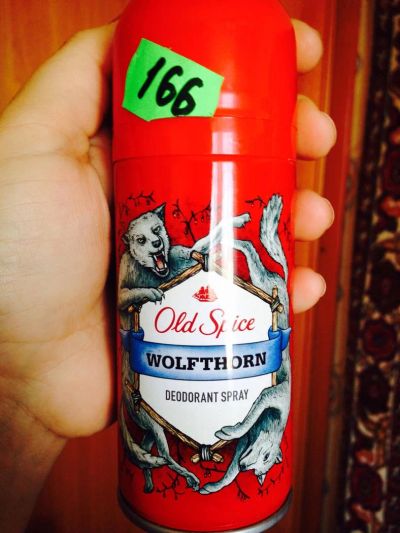 166
Old Spice
WOLFTHORN
DEODORANT SPRAY